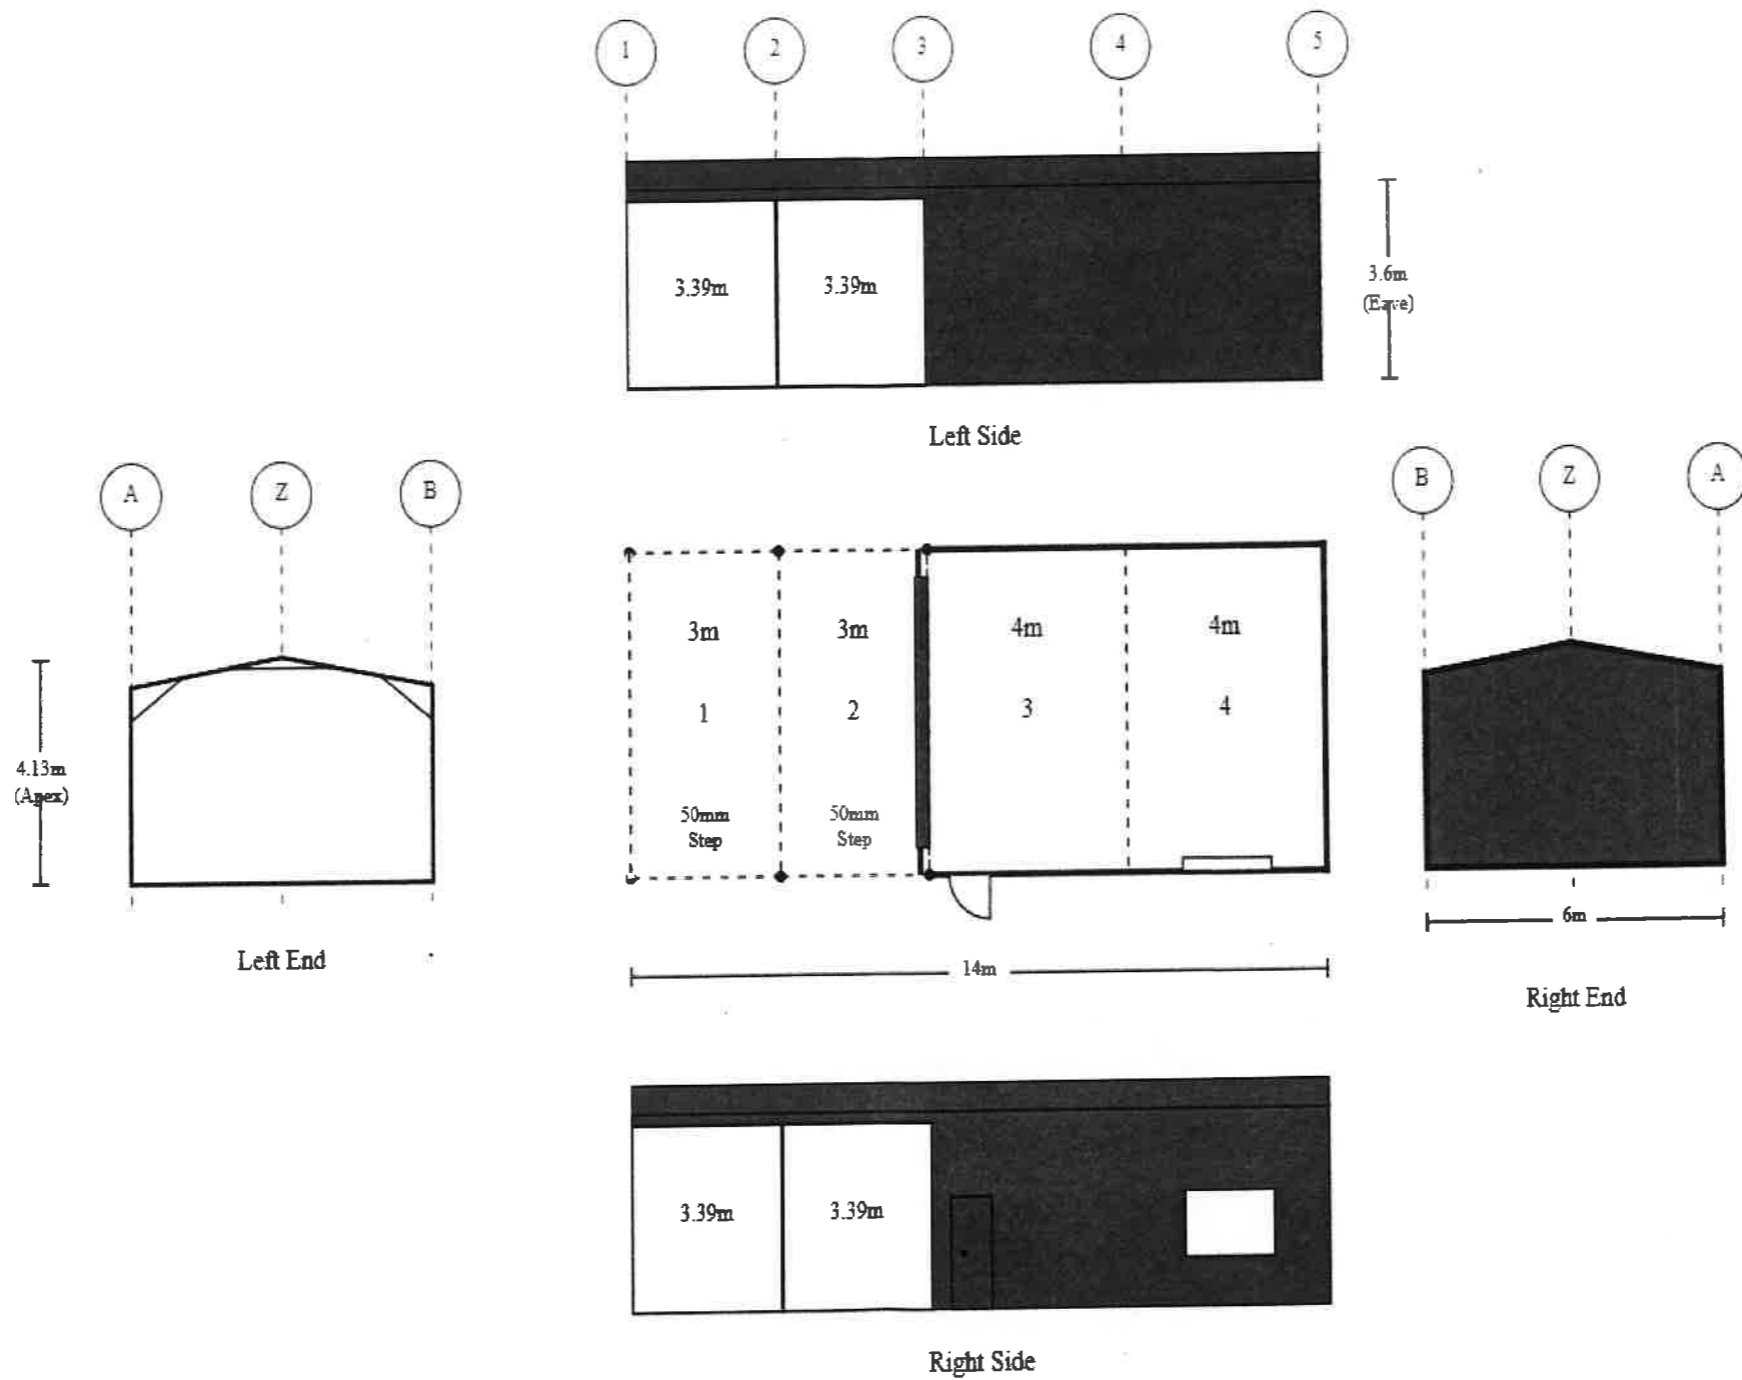 1 2 3 4 5
3.39m 3.39m
3.6m
(Eave)
Left Side
A Z B
B Z A
3m 3m 4m 4m
1 2 3 4
4.13m
(Apex)
50mm 50mm
Step Step
6m
Left End
14m
Right End
3.39m 3.39m
Right Side